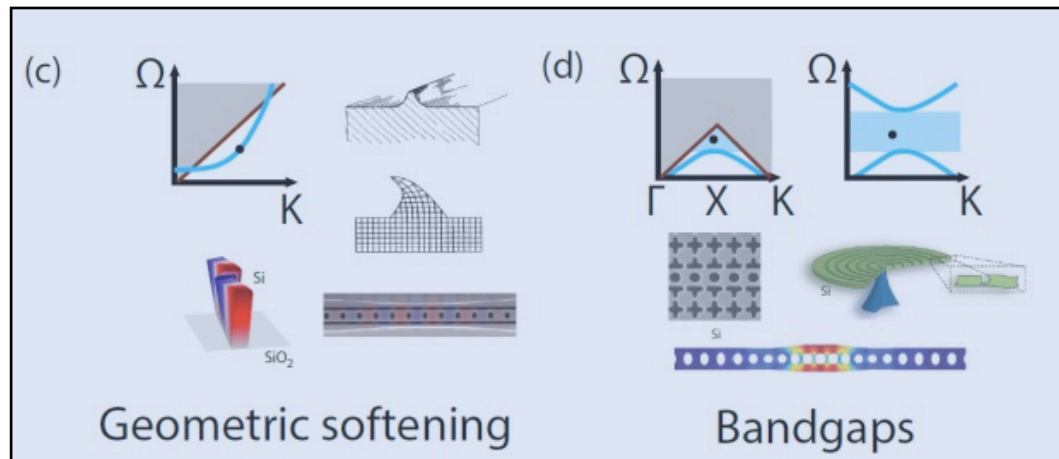 (c)
Ω
K
Si
SiO₂
Geometric softening
(d)
Ω
Γ X K
Ω
K
Si
Si
Bandgaps